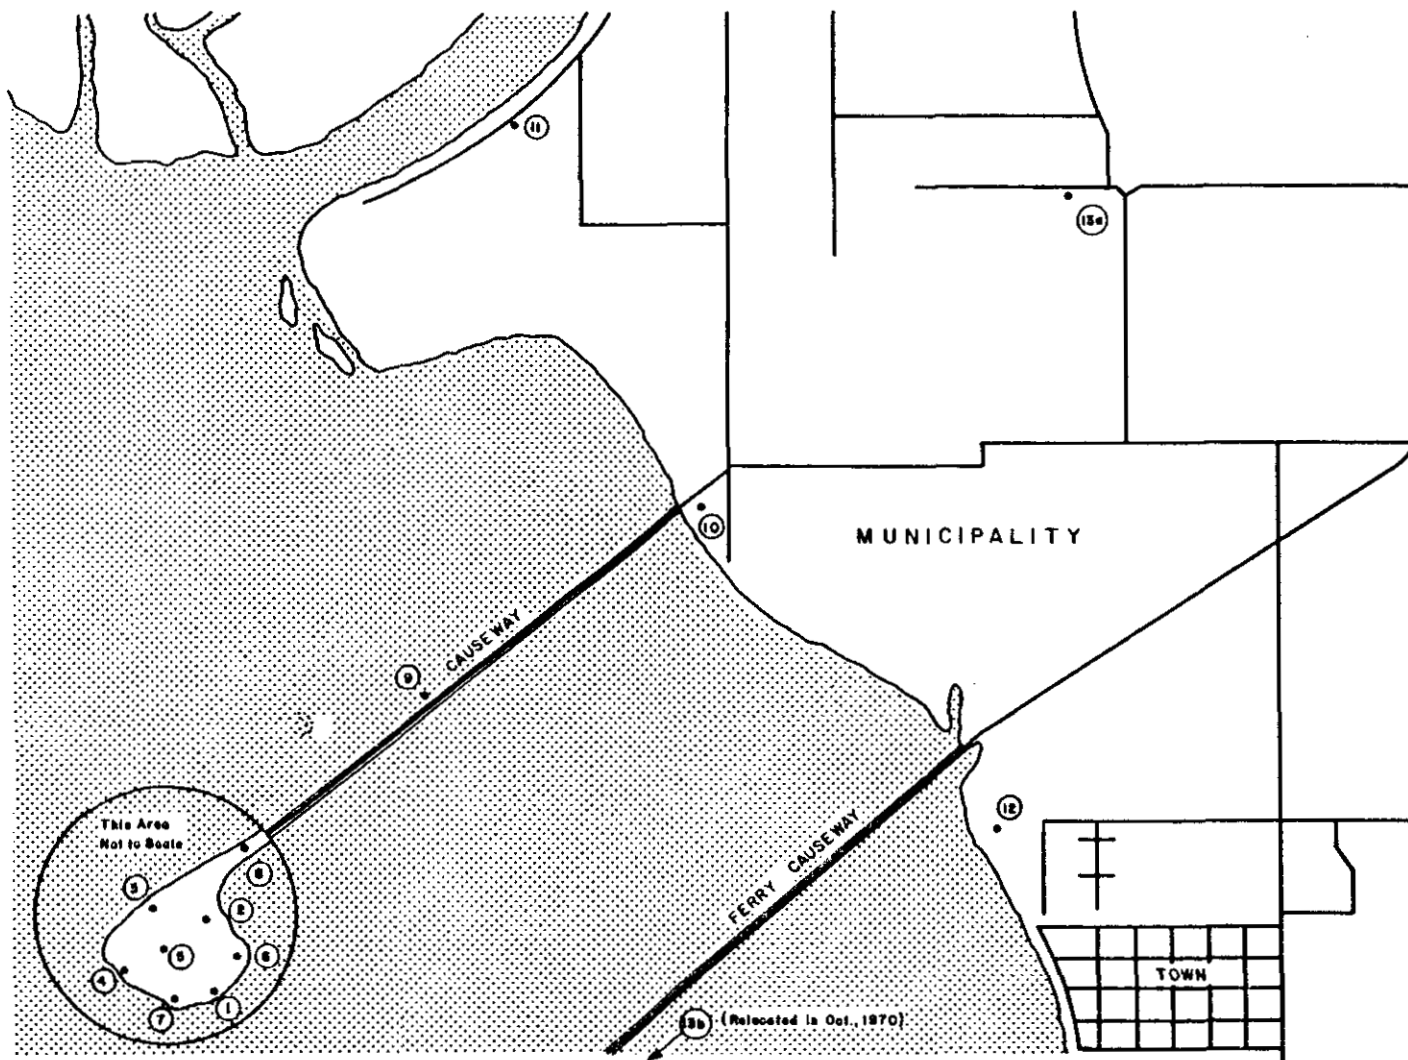 11
13a
10
MUNICIPALITY
CAUSEWAY
9
This Area
Not to Scale
12
FERRY CAUSEWAY
3
8
2
5
6
4
7
1
TOWN
13b (Relocated in Oct., 1970)